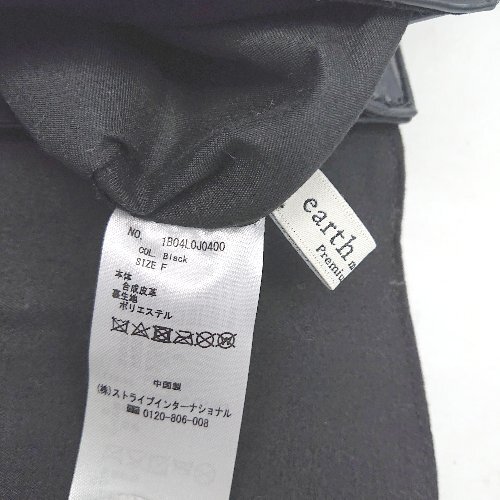 NO. 1B04L0J0400
COL. Black
SIZE F
本体
合成皮革
裏生地
ポリエステル
中国製
(株)ストライプインターナショナル
0120-806-008
earth m
Premiu